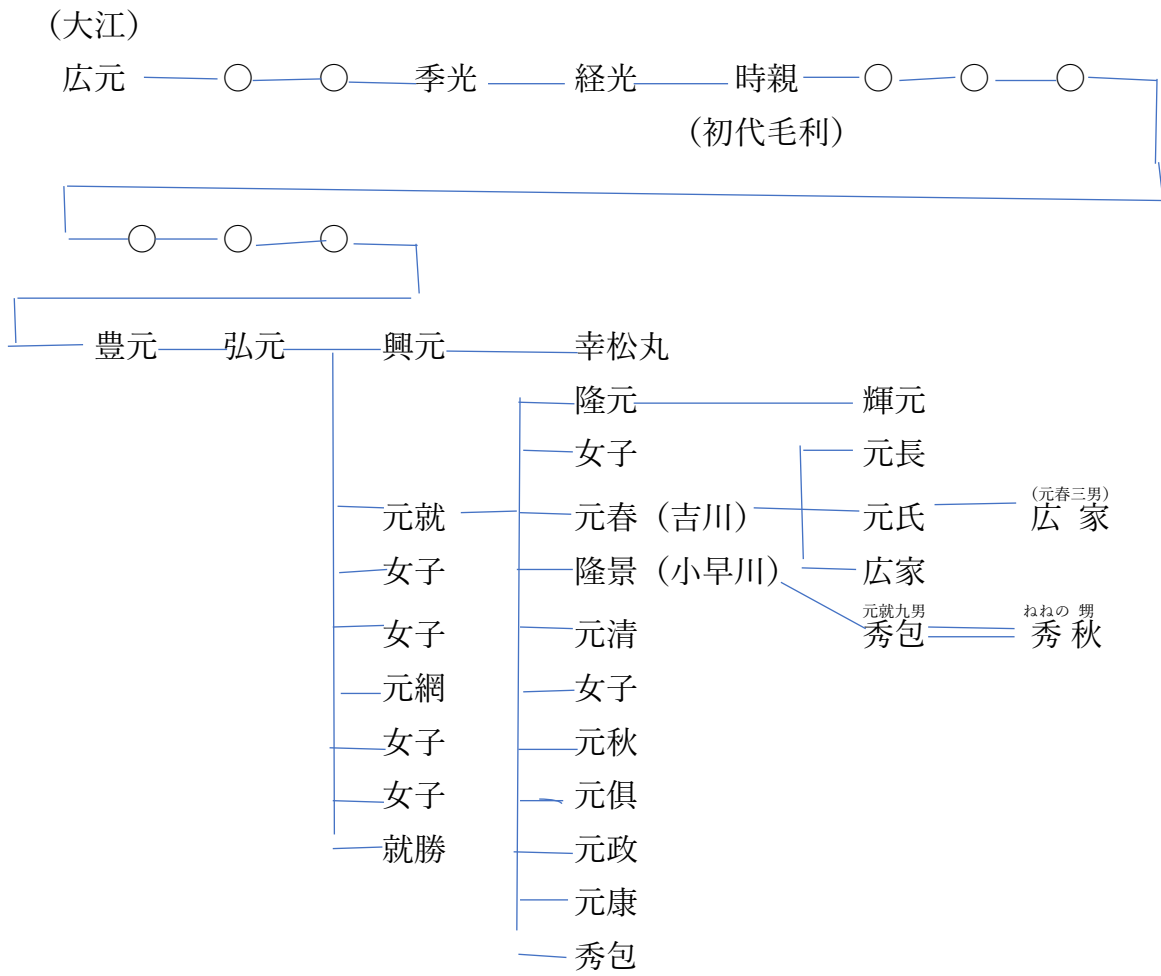 （大江）
広元 ○ ○ 季光 経光 時親 ○ ○ ○
（初代毛利）
○ ○ ○
豊元 弘元 興元 幸松丸
隆元 輝元
女子 元長
（元春三男）
元就 元春（吉川） 元氏 広 家
女子 隆景（小早川） 広家
元就九男 ねねの 甥
女子 元清 秀包 秀 秋
元網 女子
女子 元秋
女子 元俱
就勝 元政
元康
秀包